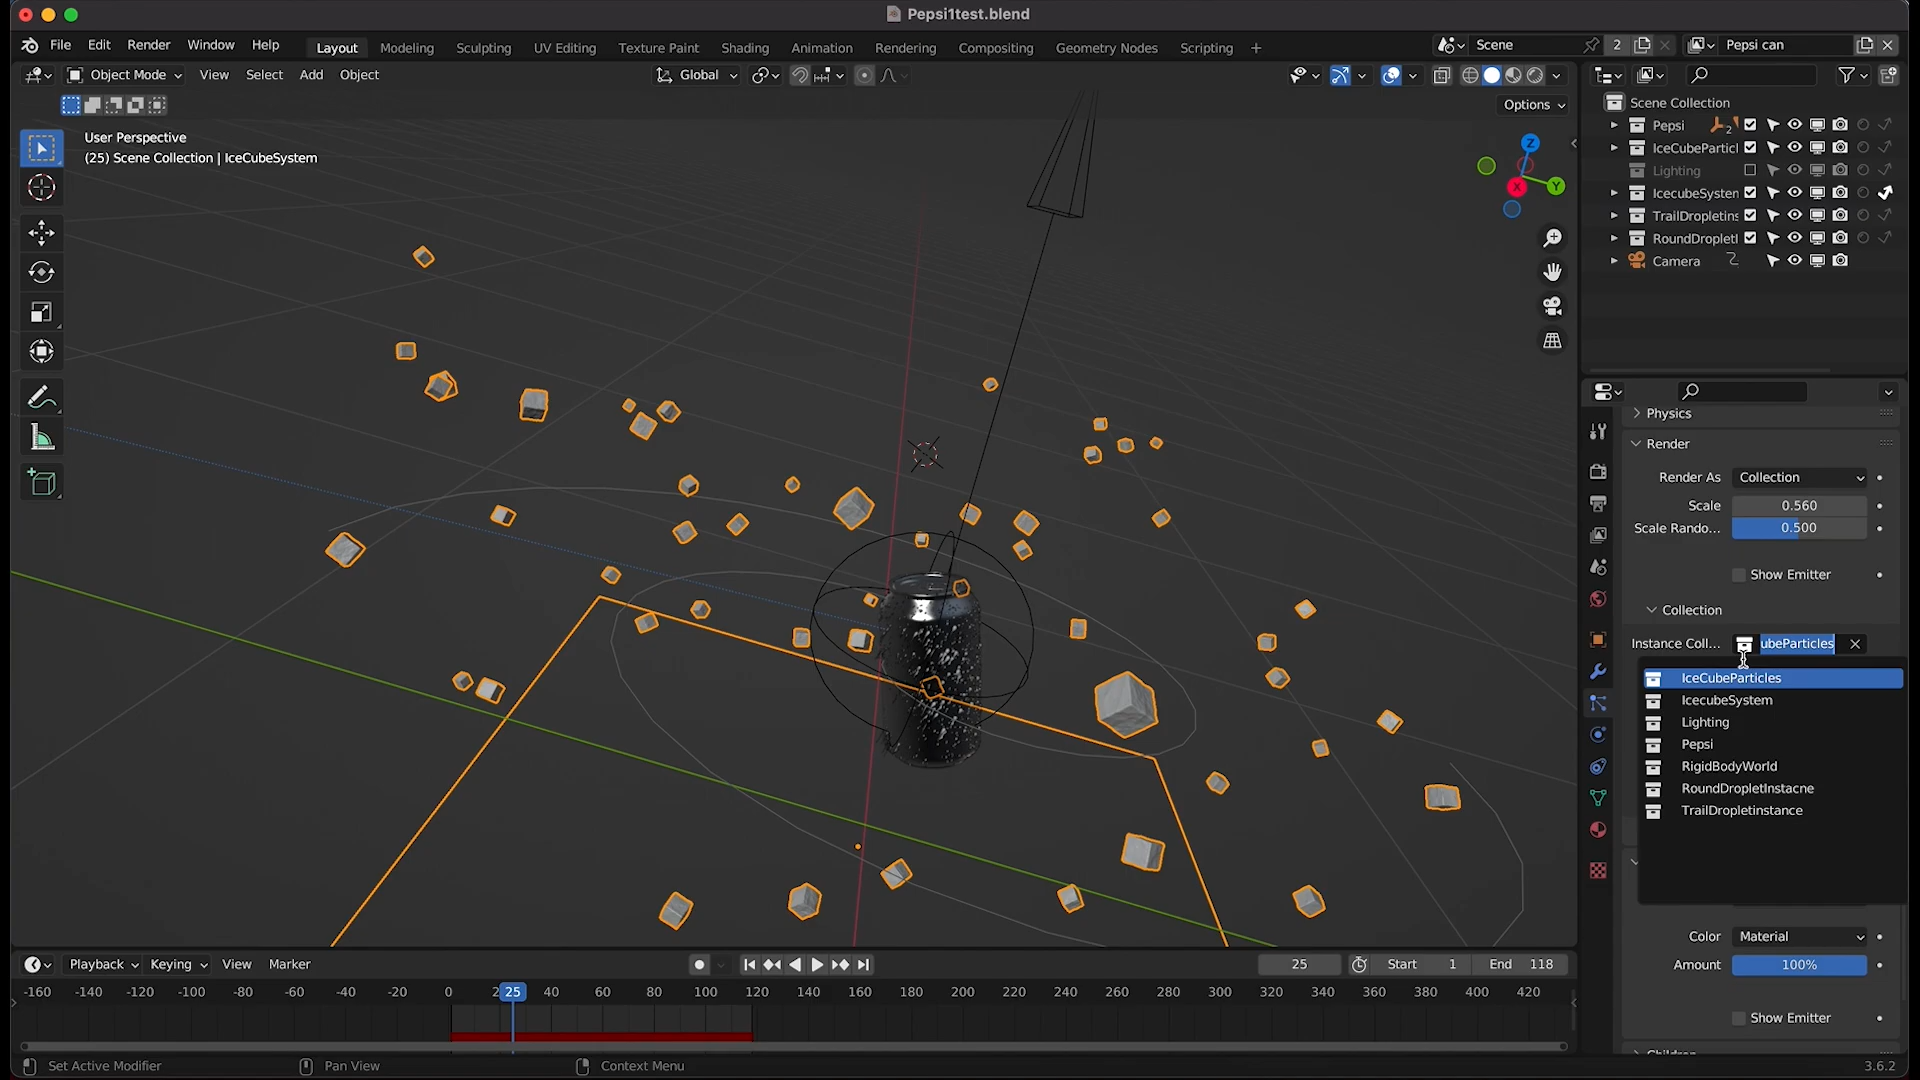 Pepsi1test.blend
File Edit Render Window Help Layout Modeling Sculpting UV Editing Texture Paint Shading Animation Rendering Compositing Geometry Nodes Scripting + Scene 2 Pepsi can
Object Mode View Select Add Object Global
Options
User Perspective
(25) Scene Collection | IceCubeSystem
Z
Y
X
Scene Collection
Pepsi 2
IceCubeParticl
Lighting
IcecubeSysten
TrailDropletins
RoundDropletI
Camera
Physics
Render
Render As Collection
Scale 0.560
Scale Rando... 0.500
Show Emitter
Collection
Instance Coll... ubeParticles
IceCubeParticles
IcecubeSystem
Lighting
Pepsi
RigidBodyWorld
RoundDropletInstacne
TrailDropletinstance
Color Material
Amount 100%
Show Emitter
Playback Keying View Marker 25 Start 1 End 118
-160 -140 -120 -100 -80 -60 -40 -20 0 2 25 40 60 80 100 120 140 160 180 200 220 240 260 280 300 320 340 360 380 400 420
Set Active Modifier Pan View Context Menu 3.6.2